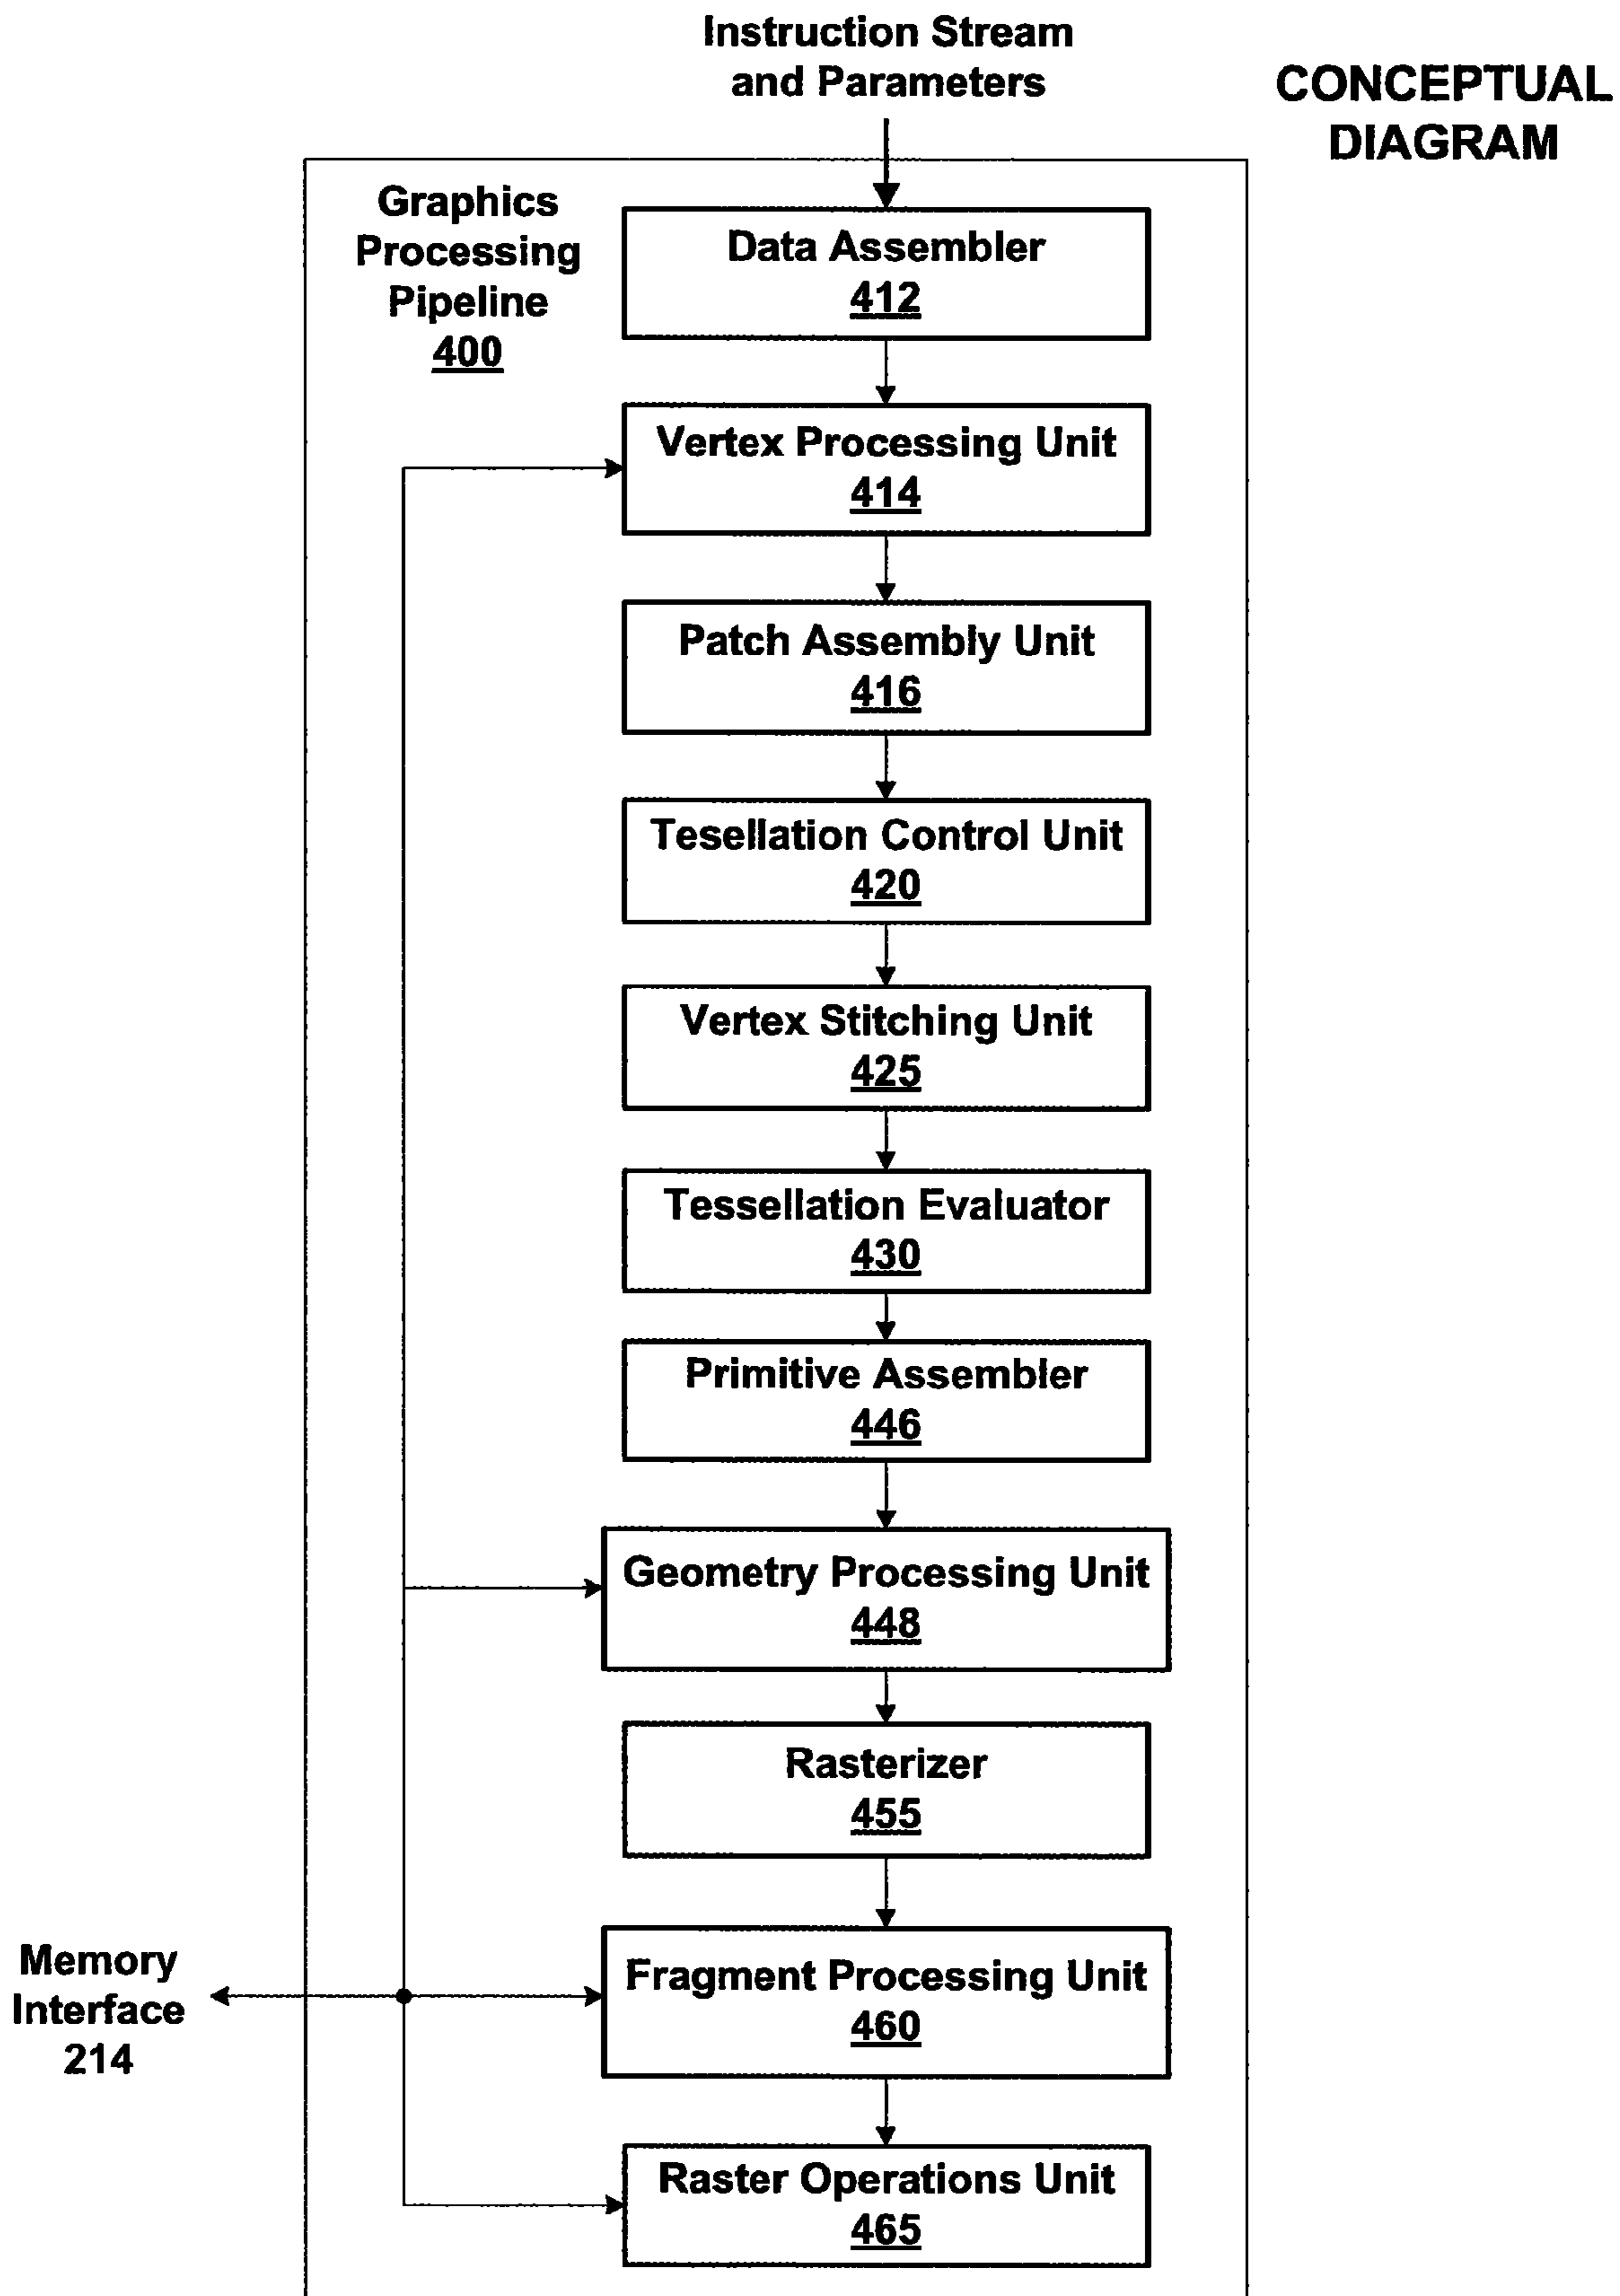 Instruction Stream
and Parameters
CONCEPTUAL
DIAGRAM
Graphics
Processing
Pipeline
400
Data Assembler
412
Vertex Processing Unit
414
Patch Assembly Unit
416
Tesellation Control Unit
420
Vertex Stitching Unit
425
Tessellation Evaluator
430
Primitive Assembler
446
Geometry Processing Unit
448
Rasterizer
455
Memory
Interface
214
Fragment Processing Unit
460
Raster Operations Unit
465